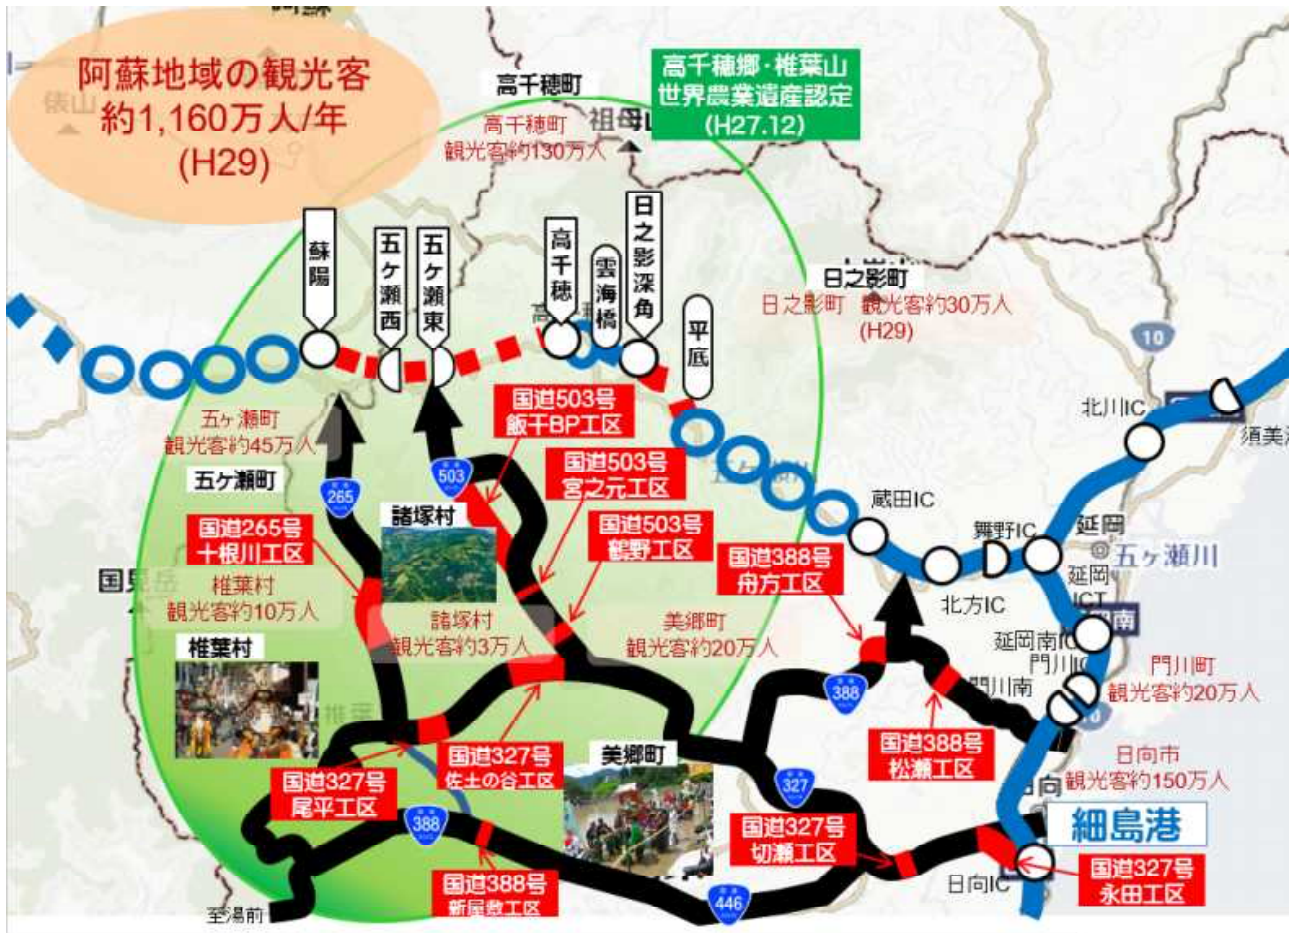 阿蘇
阿蘇地域の観光客
約1,160万人/年
(H29)
俵山
高千穂町
高千穂町
観光客約130万人
祖母山
高千穂郷・椎葉山
世界農業遺産認定
(H27.12)
蘇陽
五ヶ瀬西
五ヶ瀬東
高千穂
雲海橋
日之影深角
平底
日之影町
日之影町 観光客約30万人
(H29)
10
北川IC
五ヶ瀬町
観光客約45万人
五ヶ瀬町
国道503号
飯干BP工区
503
265
国道503号
宮之元工区
五ヶ瀬川
蔵田IC
舞野IC
延岡
五ヶ瀬川
国道265号
十根川工区
諸塚村
国道503号
鶴野工区
国道388号
舟方工区
延岡
ICT
北方IC
国見岳
椎葉村
観光客約10万人
諸塚村
観光客約3万人
美郷町
観光客約20万人
延岡南IC
門川IC
門川町
観光客約20万人
椎葉村
388
門川南
10
国道327号
尾平工区
国道327号
佐土の谷工区
美郷町
国道388号
松瀬工区
日向市
観光客約150万人
327
日向
388
国道327号
切瀬工区
細島港
国道388号
新屋敷工区
446
日向IC
国道327号
永田工区
至湯前